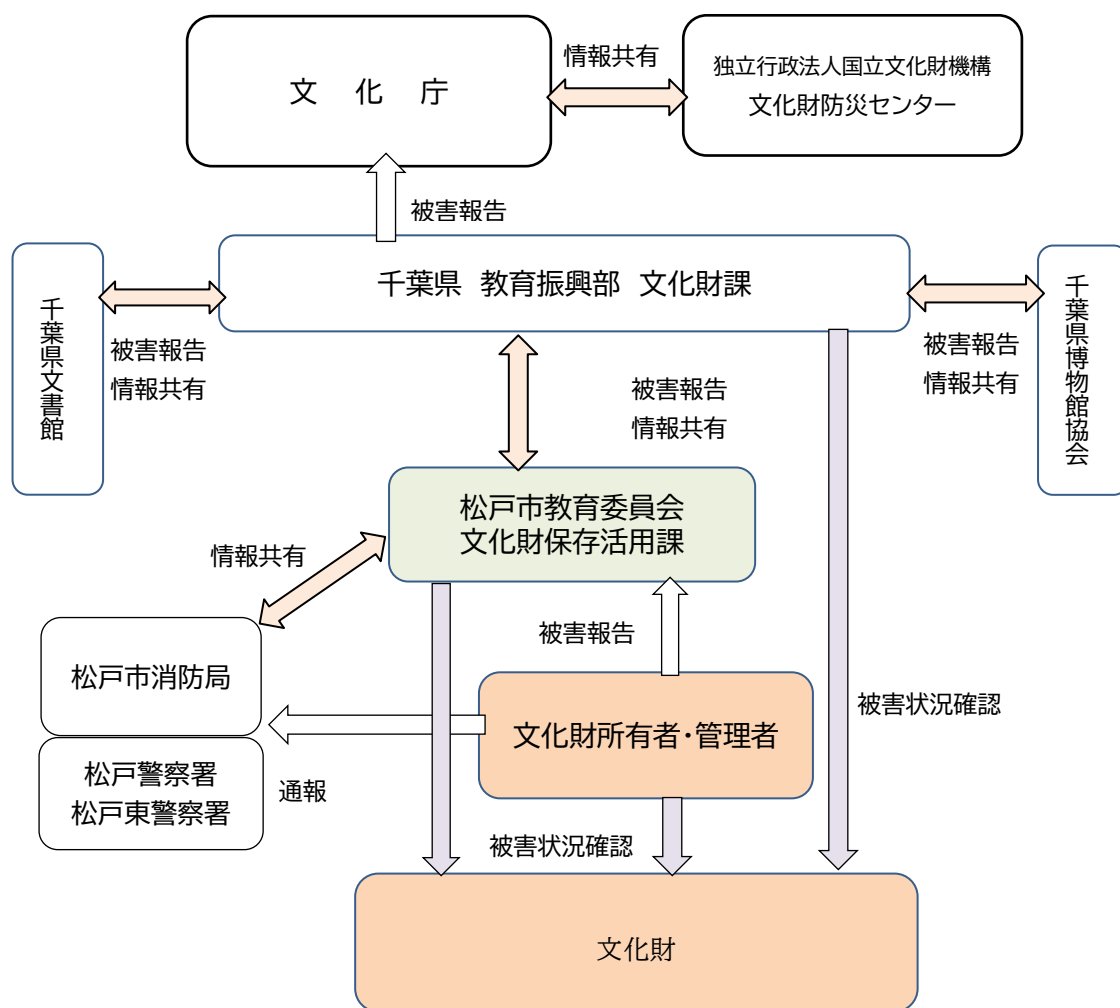 文 化 庁
情報共有
独立行政法人国立文化財機構
文化財防災センター
被害報告
千葉県 教育振興部 文化財課
千葉県文書館
被害報告
情報共有
被害報告
情報共有
被害報告
情報共有
千葉県博物館協会
松戸市教育委員会
文化財保存活用課
情報共有
被害報告
松戸市消防局
文化財所有者・管理者
被害状況確認
松戸警察署
松戸東警察署
通報
被害状況確認
文化財